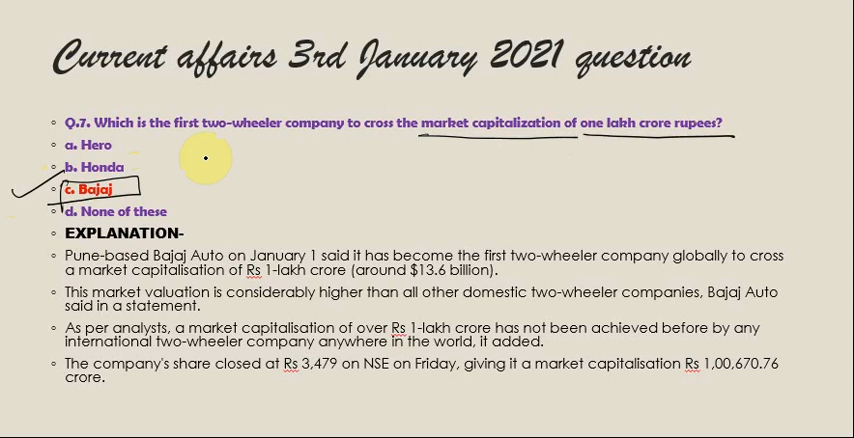 Current affairs 3rd January 2021 question
◦ Q.7. Which is the first two-wheeler company to cross the market capitalization of one lakh crore rupees?
◦ a. Hero
◦ b. Honda
◦ c. Bajaj
◦ d. None of these
◦ EXPLANATION-
◦ Pune-based Bajaj Auto on January 1 said it has become the first two-wheeler company globally to cross
a market capitalisation of Rs 1-lakh crore (around $13.6 billion).
◦ This market valuation is considerably higher than all other domestic two-wheeler companies, Bajaj Auto
said in a statement.
◦ As per analysts, a market capitalisation of over Rs 1-lakh crore has not been achieved before by any
international two-wheeler company anywhere in the world, it added.
◦ The company's share closed at Rs 3,479 on NSE on Friday, giving it a market capitalisation Rs 1,00,670.76
crore.